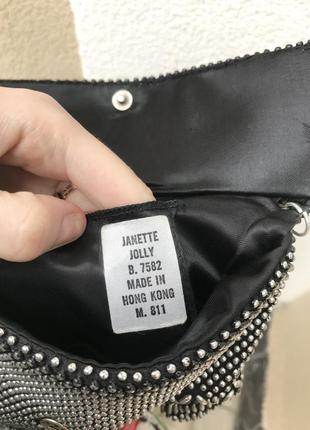 JANETTE
JOLLY
B. 7582
MADE IN
HONG KONG
M. 811